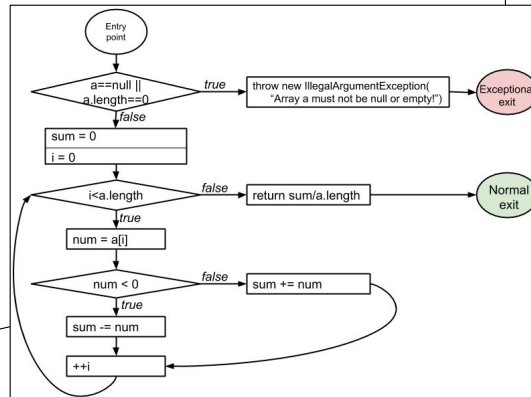 Entry
point
a==null ||
a.length==0
true
throw new IllegalArgumentException(
"Array a must not be null or empty!")
Exceptional
exit
false
sum = 0
i = 0
i<a.length
false
return sum/a.length
Normal
exit
true
num = a[i]
num < 0
false
sum += num
true
sum -= num
++i